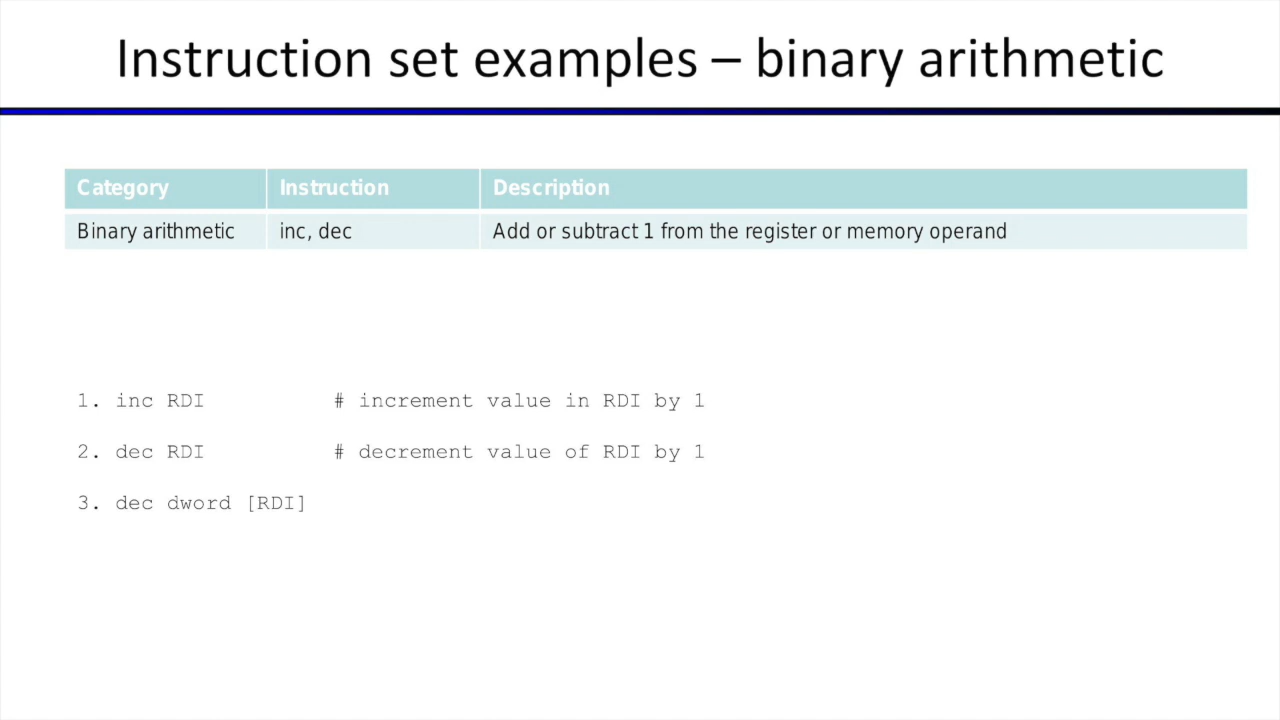 Instruction set examples – binary arithmetic
Category Instruction Description
Binary arithmetic inc, dec Add or subtract 1 from the register or memory operand
1. inc RDI # increment value in RDI by 1
2. dec RDI # decrement value of RDI by 1
3. dec dword [RDI]